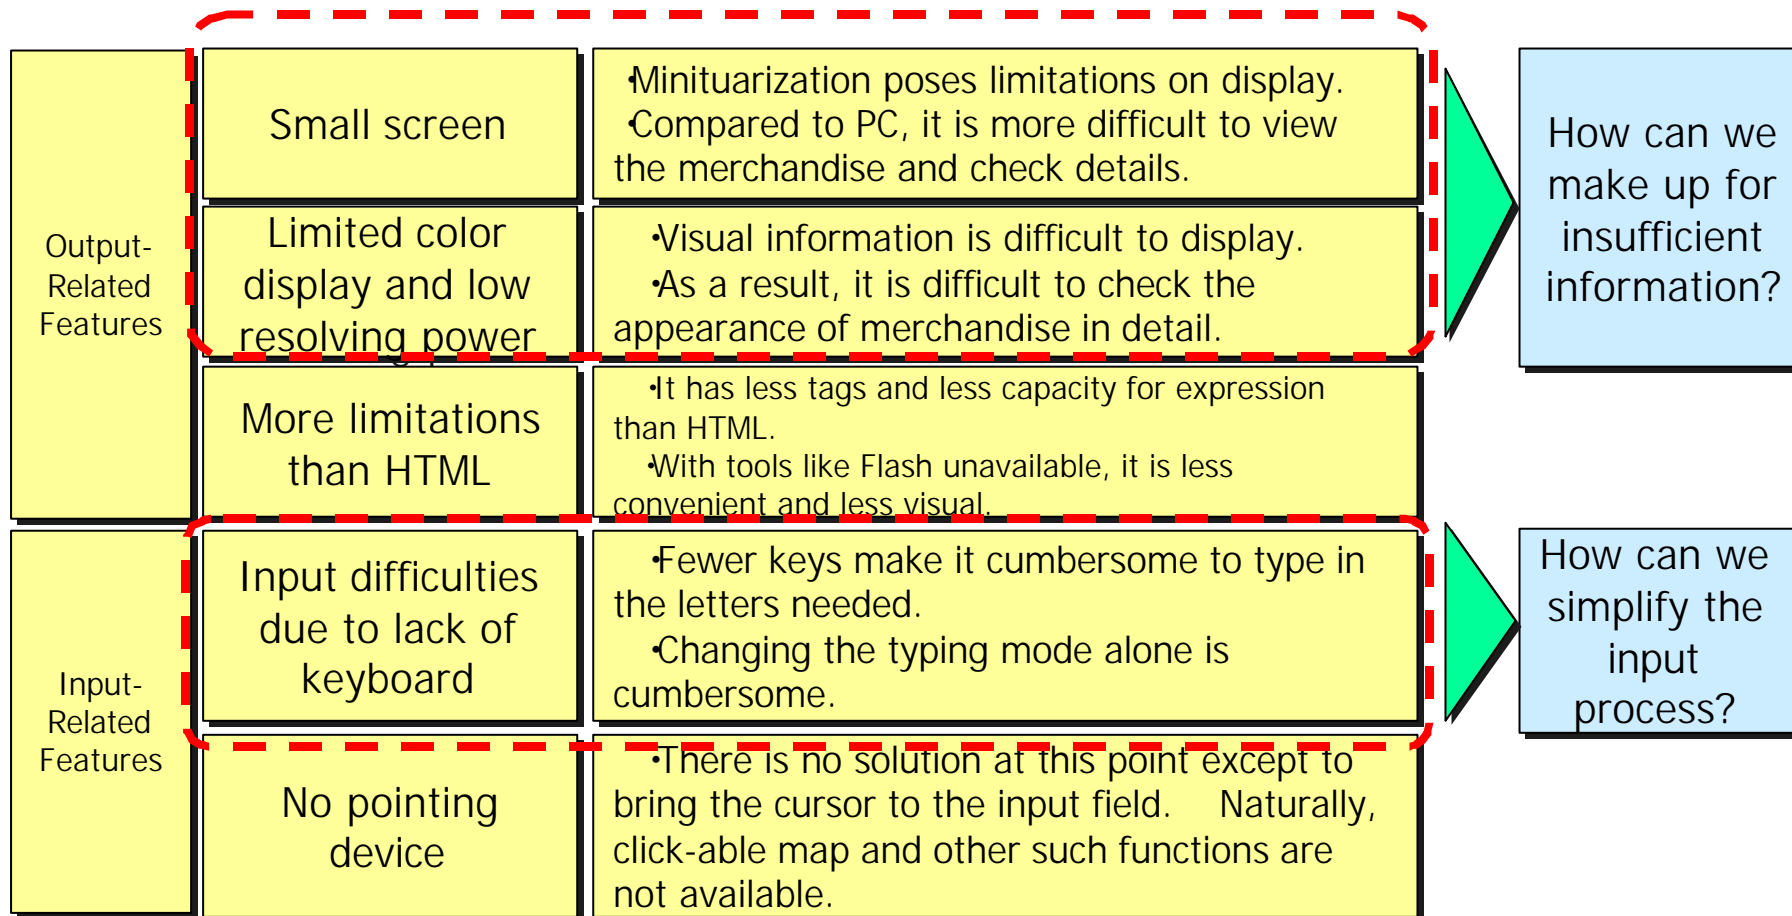 Output-
Related
Features
Small screen
·Minituarization poses limitations on display.
·Compared to PC, it is more difficult to view
the merchandise and check details.
Limited color
display and low
resolving power
·Visual information is difficult to display.
·As a result, it is difficult to check the
appearance of merchandise in detail.
More limitations
than HTML
·It has less tags and less capacity for expression
than HTML.
·With tools like Flash unavailable, it is less
convenient and less visual.
How can we
make up for
insufficient
information?
Input-
Related
Features
Input difficulties
due to lack of
keyboard
·Fewer keys make it cumbersome to type in
the letters needed.
·Changing the typing mode alone is
cumbersome.
No pointing
device
·There is no solution at this point except to
bring the cursor to the input field. Naturally,
click-able map and other such functions are
not available.
How can we
simplify the
input
process?